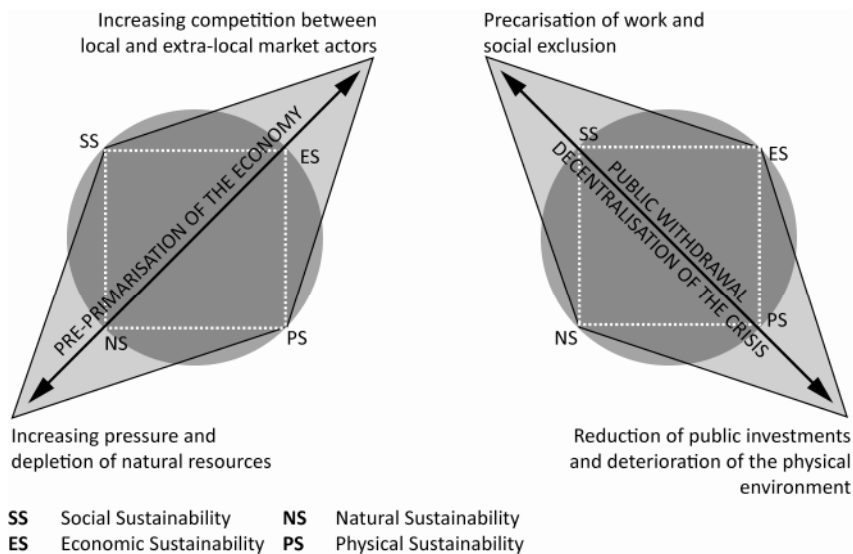 Increasing competition between
local and extra-local market actors
SS
ES
PRE-PRIMARISATION OF THE ECONOMY
NS
PS
Increasing pressure and
depletion of natural resources
Precarisation of work and
social exclusion
SS
ES
PUBLIC WITHDRAWAL
DECENTRALISATION OF THE CRISIS
NS
PS
Reduction of public investments
and deterioration of the physical
environment
SS Social Sustainability NS Natural Sustainability
ES Economic Sustainability PS Physical Sustainability